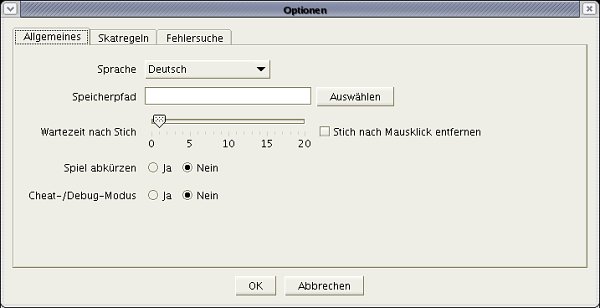 Optionen
Allgemeines Skatregeln Fehlersuche
Sprache Deutsch
Speicherpfad Auswählen
Wartezeit nach Stich Stich nach Mausklick entfernen
0 5 10 15 20
Spiel abkürzen Ja Nein
Cheat-/Debug-Modus Ja Nein
OK Abbrechen